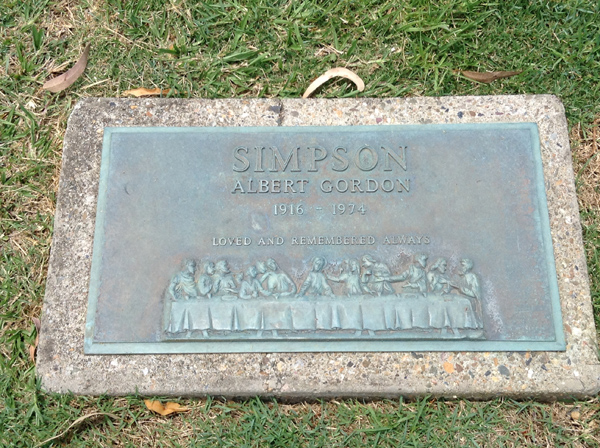 SIMPSON
ALBERT GORDON
1916 - 1974
LOVED AND REMEMBERED ALWAYS